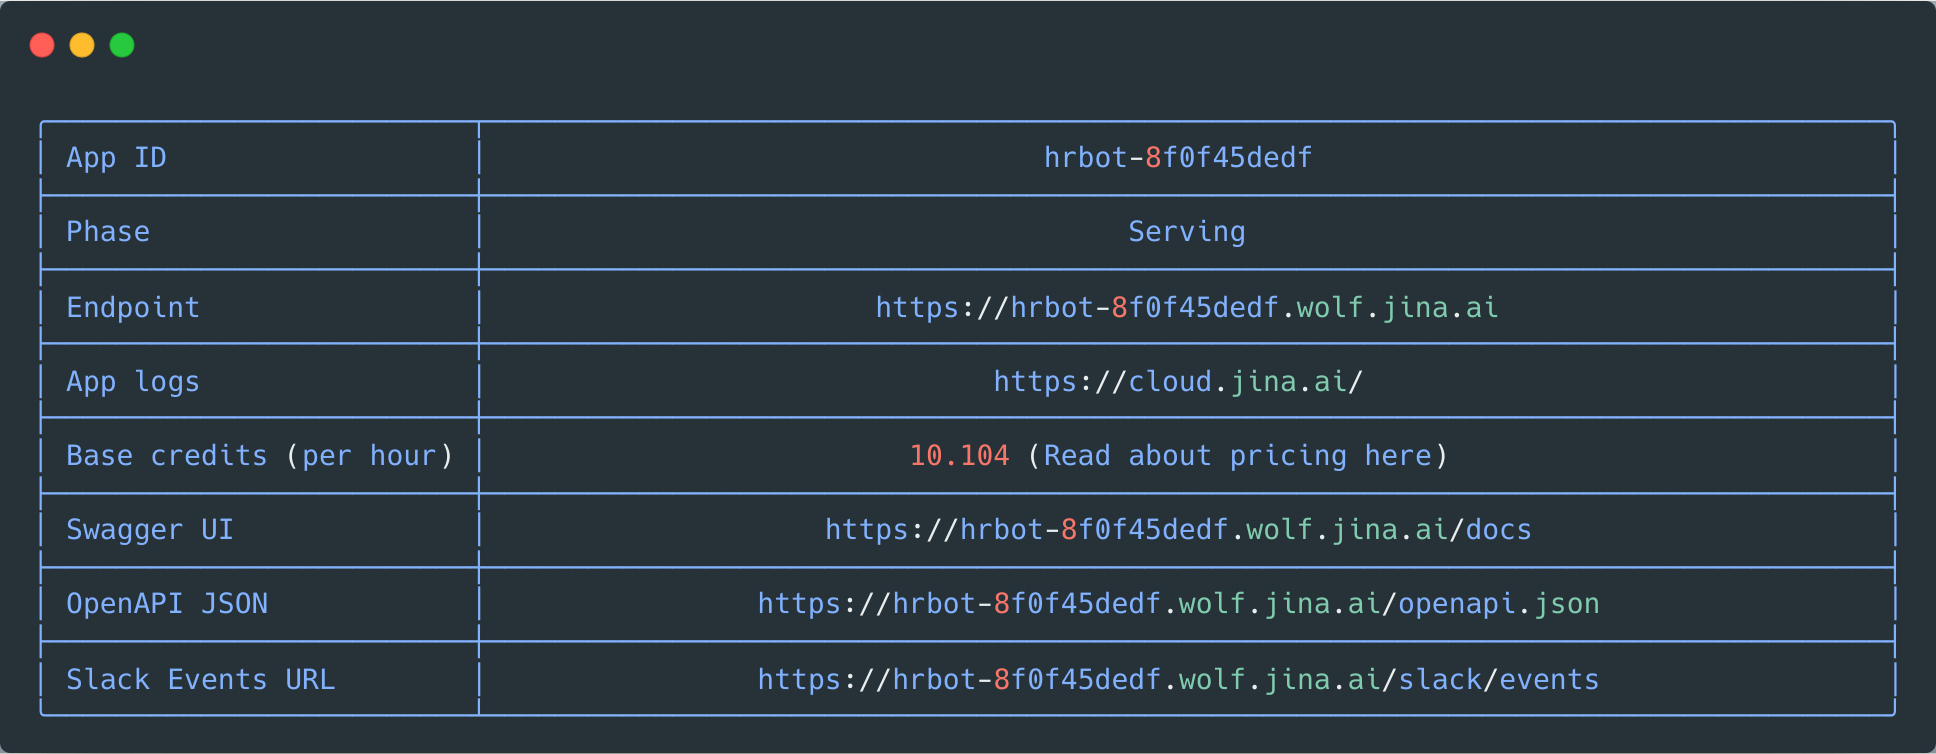 App ID hrbot-8f0f45dedf
Phase Serving
Endpoint https://hrbot-8f0f45dedf.wolf.jina.ai
App logs https://cloud.jina.ai/
Base credits (per hour) 10.104 (Read about pricing here)
Swagger UI https://hrbot-8f0f45dedf.wolf.jina.ai/docs
OpenAPI JSON https://hrbot-8f0f45dedf.wolf.jina.ai/openapi.json
Slack Events URL https://hrbot-8f0f45dedf.wolf.jina.ai/slack/events